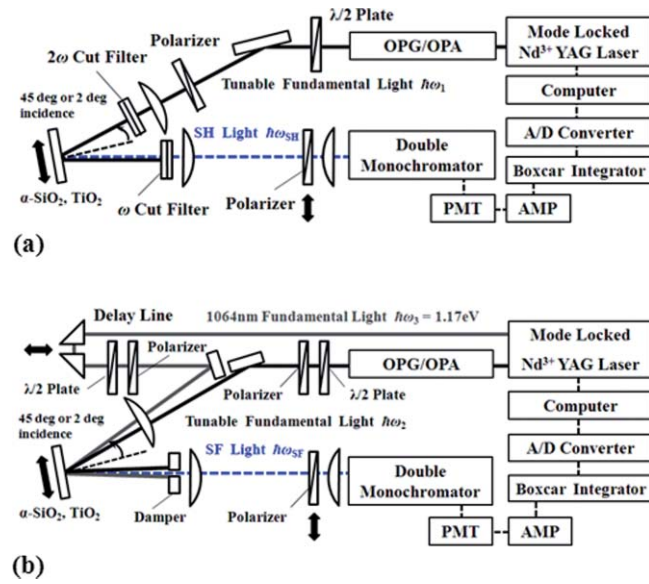 λ/2 Plate
Polarizer
OPG/OPA
Mode Locked
Nd³⁺ YAG Laser
2ω Cut Filter
Tunable Fundamental Light ℏω₁
Computer
45 deg or 2 deg
incidence
SH Light ℏω_SH
Double
Monochromator
A/D Converter
α-SiO₂, TiO₂
ω Cut Filter
Polarizer
Boxcar Integrator
PMT
AMP
(a)
Delay Line
1064nm Fundamental Light ℏω₃ = 1.17eV
Polarizer
Mode Locked
Nd³⁺ YAG Laser
OPG/OPA
λ/2 Plate
Polarizer
λ/2 Plate
45 deg or 2 deg
incidence
Tunable Fundamental Light ℏω₂
Computer
SF Light ℏω_SF
Double
Monochromator
A/D Converter
α-SiO₂, TiO₂
Damper
Polarizer
Boxcar Integrator
PMT
AMP
(b)